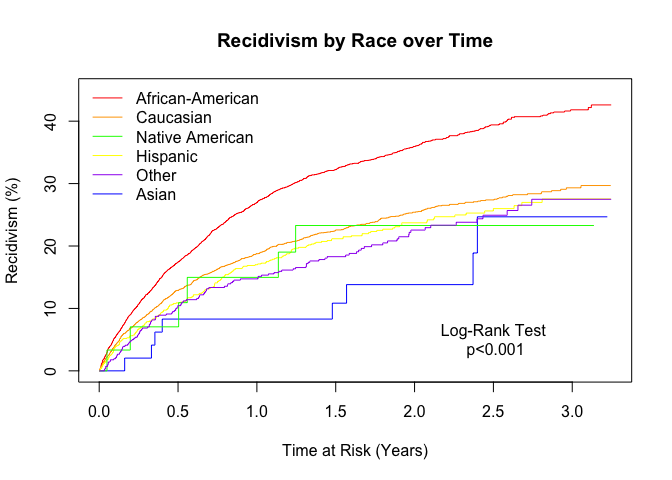 Recidivism by Race over Time
African-American
Caucasian
Native American
Hispanic
Other
Asian
Recidivism (%)
40
30
20
10
0
Log-Rank Test
p<0.001
0.0 0.5 1.0 1.5 2.0 2.5 3.0
Time at Risk (Years)